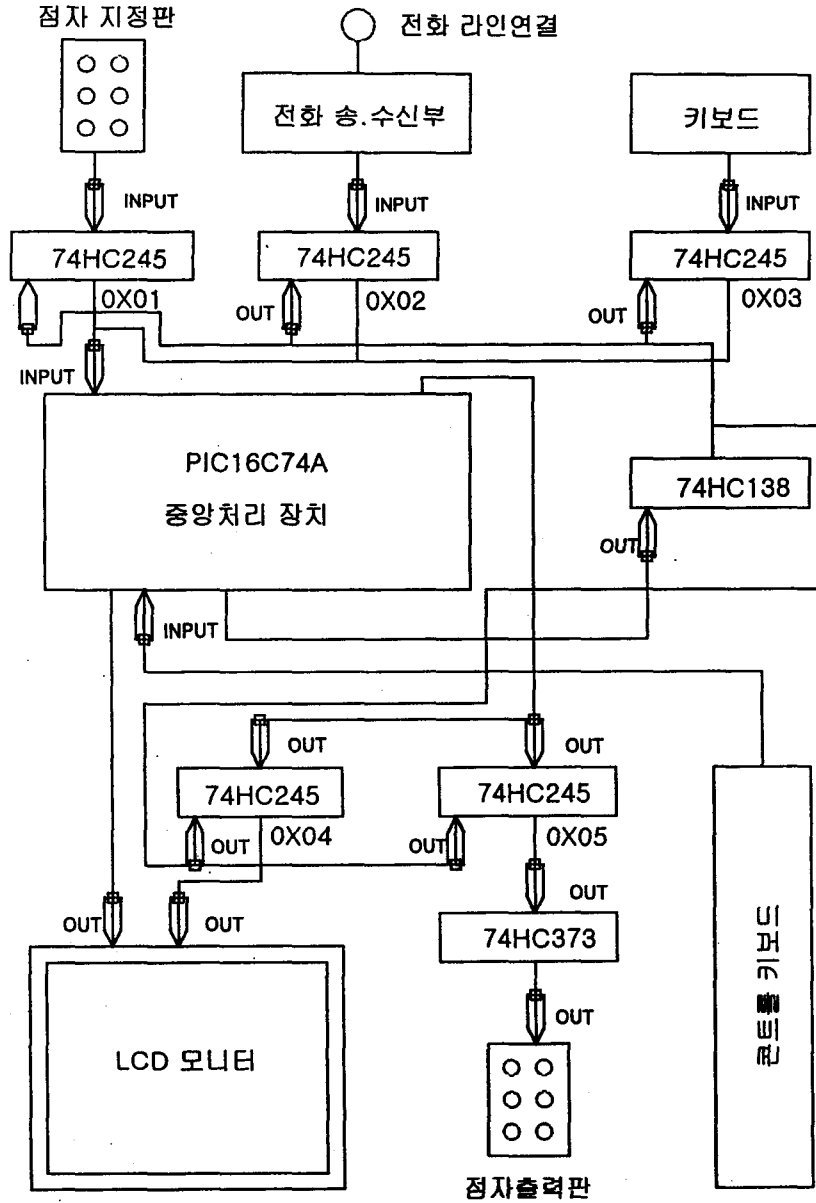 점자 지정판
전화 라인연결
전화 송.수신부
키보드
INPUT
INPUT
INPUT
74HC245
74HC245
74HC245
0X01
OUT
0X02
OUT
0X03
INPUT
PIC16C74A
중앙처리 장치
74HC138
OUT
INPUT
OUT
OUT
74HC245
74HC245
OUT
0X04
OUT
0X05
OUT
OUT
OUT
74HC373
OUT
LCD 모니터
콘트롤 키보드
점자출력판